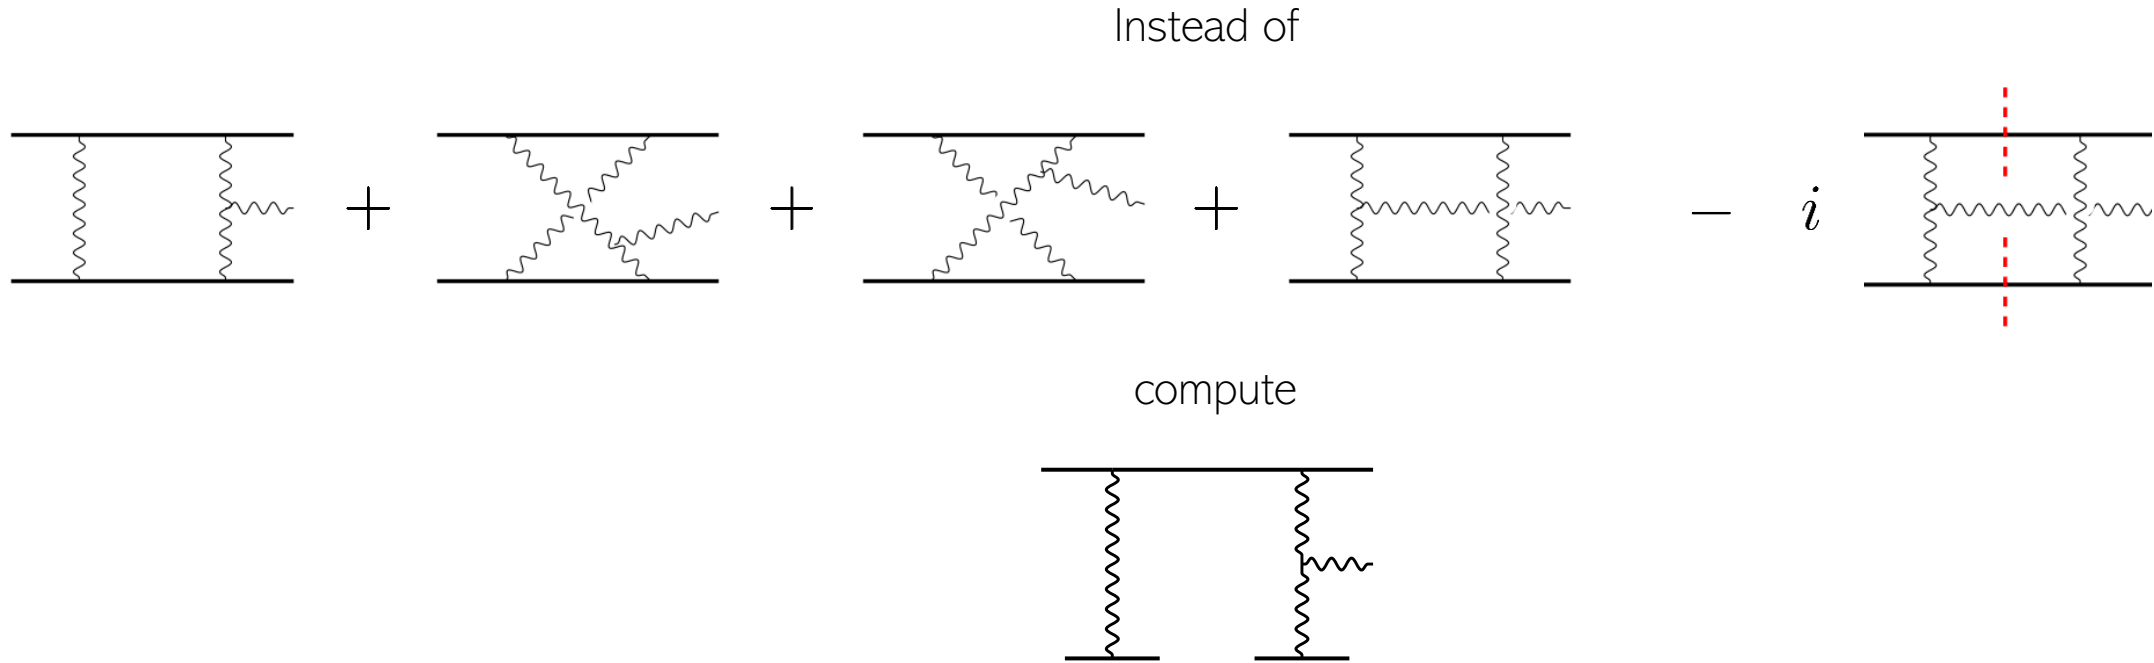 Instead of
+ + + − i
compute